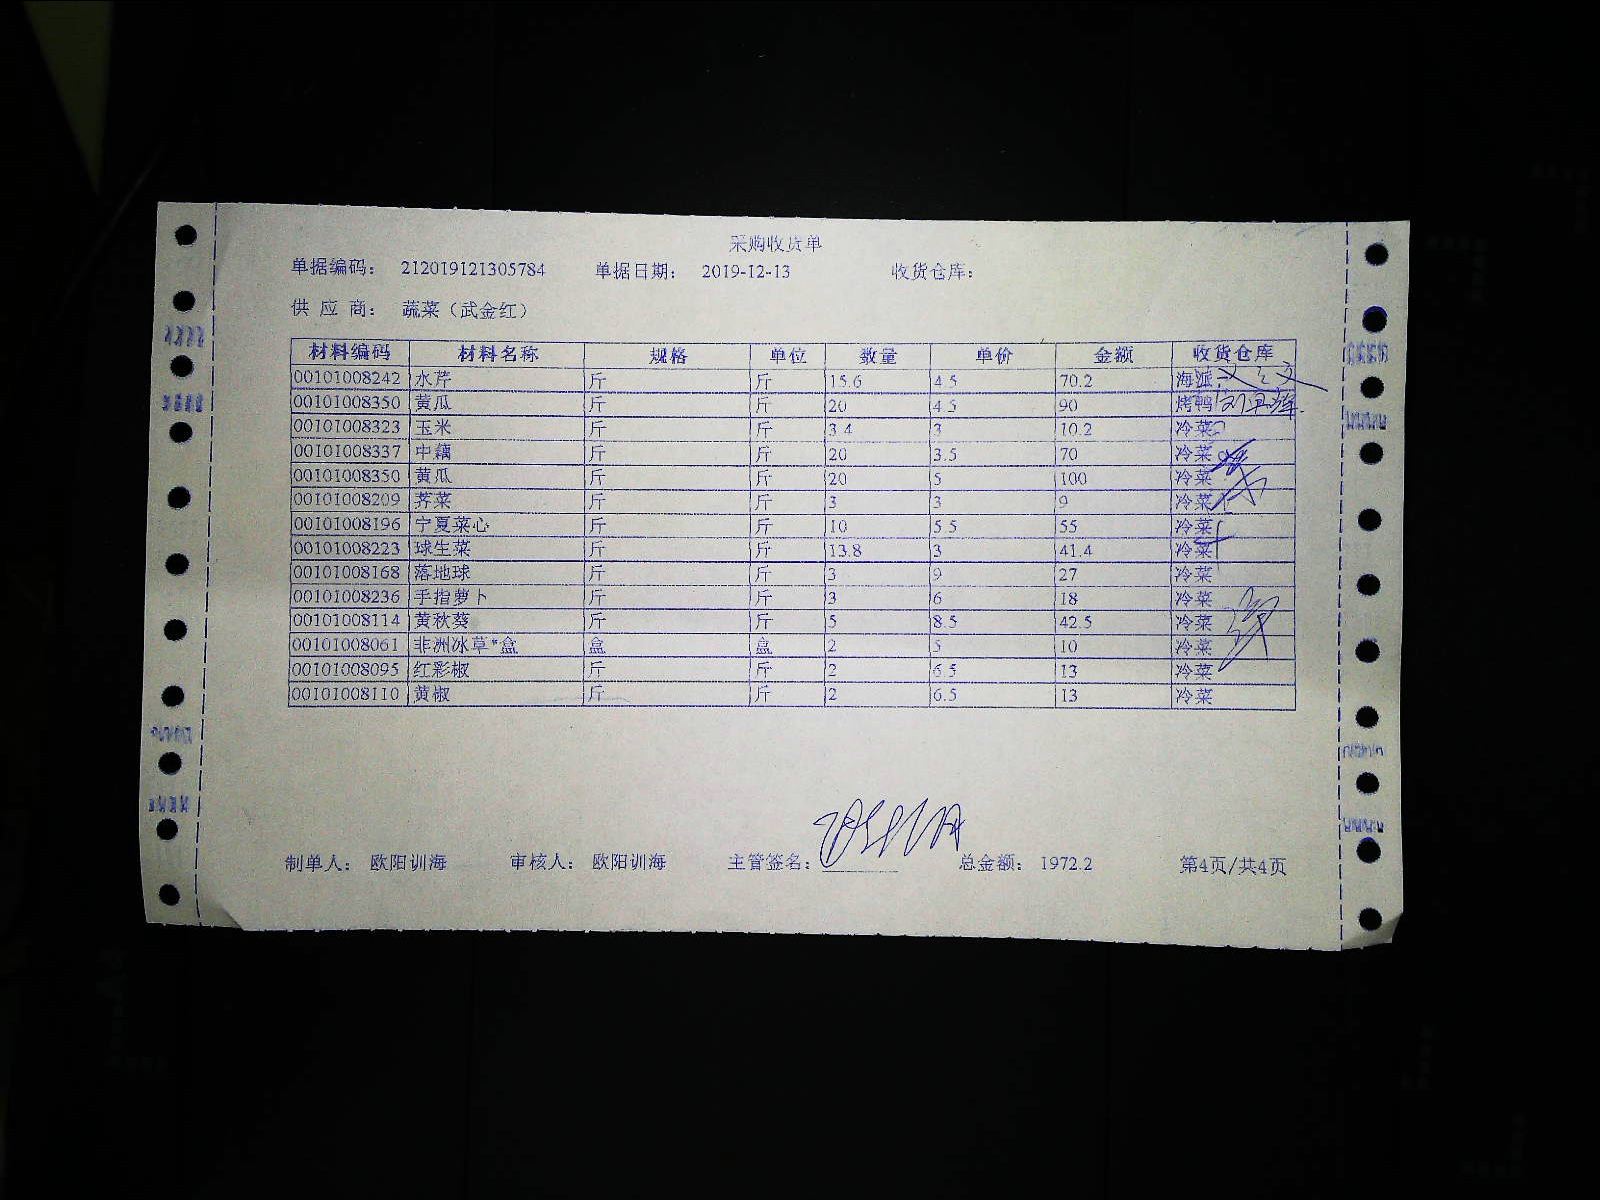 采购收货单
单据编码： 212019121305784 单据日期： 2019-12-13 收货仓库：
供 应 商： 蔬菜（武金红）
材料编码 材料名称 规格 单位 数量 单价 金额 收货仓库
00101008242 水芹 斤 斤 15.6 4.5 70.2 海派
00101008350 黄瓜 斤 斤 20 4.5 90 烤鸭
00101008323 玉米 斤 斤 3.4 3 10.2 冷菜
00101008337 中藕 斤 斤 20 3.5 70 冷菜
00101008350 黄瓜 斤 斤 20 5 100 冷菜
00101008209 荠菜 斤 斤 3 3 9 冷菜
00101008196 宁夏菜心 斤 斤 10 5.5 55 冷菜
00101008223 球生菜 斤 斤 13.8 3 41.4 冷菜
00101008168 落地球 斤 斤 3 9 27 冷菜
00101008236 手指萝卜 斤 斤 3 6 18 冷菜
00101008114 黄秋葵 斤 斤 5 8.5 42.5 冷菜
00101008061 非洲冰草*盒 盒 盒 2 5 10 冷菜
00101008095 红彩椒 斤 斤 2 6.5 13 冷菜
00101008110 黄椒 斤 斤 2 6.5 13 冷菜
制单人： 欧阳训海 审核人： 欧阳训海 主管签名： 总金额： 1972.2 第4页/共4页